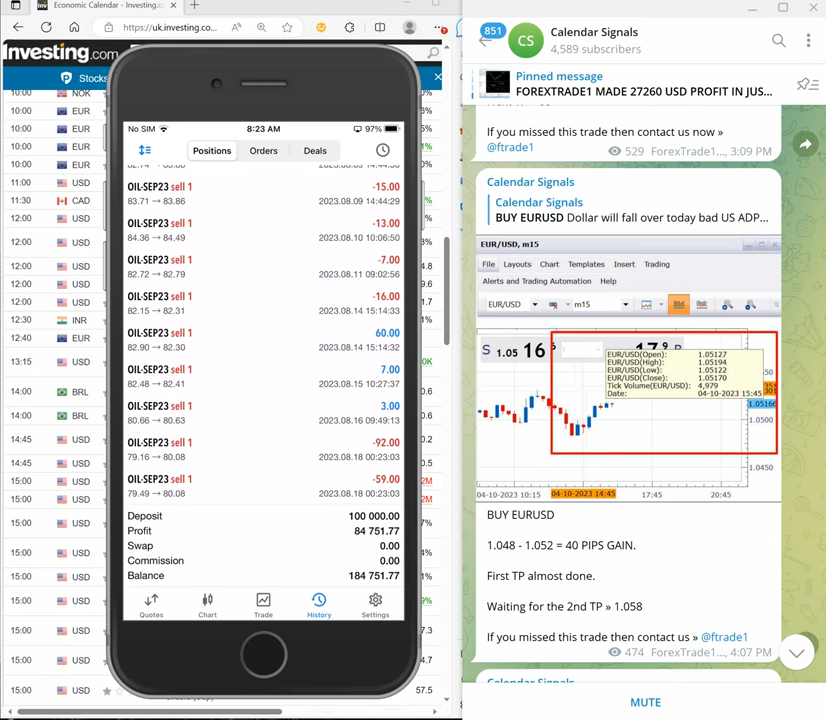 Economic Calendar - Investing.c
https://uk.investing.co...
Investing.com
Stocks
10:00 NOK
10:00 EUR
10:00 EUR
10:00 EUR
10:00 EUR
11:00 USD
11:30 CAD
12:00 USD
12:00 USD
12:00 USD
12:00 USD
12:00 USD
12:30 INR
12:40 EUR
13:15 USD
14:00 BRL
14:00 BRL
14:45 USD
14:45 USD
15:00 USD
15:00 USD
15:00 USD
15:00 USD
15:00 USD
15:00 USD
15:00 USD
15:00 USD
15:00 USD
15:00 USD
57.5
No SIM 8:23 AM 97%
Positions Orders Deals
OIL-SEP23 sell 1 -15.00
83.71 → 83.86 2023.08.09 14:44:29
OIL-SEP23 sell 1 -13.00
84.36 → 84.49 2023.08.10 10:06:50
OIL-SEP23 sell 1 -7.00
82.72 → 82.79 2023.08.11 09:02:56
OIL-SEP23 sell 1 -16.00
82.15 → 82.31 2023.08.14 15:14:33
OIL-SEP23 sell 1 60.00
82.90 → 82.30 2023.08.14 15:14:32
OIL-SEP23 sell 1 7.00
82.48 → 82.41 2023.08.15 10:27:37
OIL-SEP23 sell 1 3.00
80.66 → 80.63 2023.08.16 09:49:13
OIL-SEP23 sell 1 -92.00
79.16 → 80.08 2023.08.18 00:23:03
OIL-SEP23 sell 1 -59.00
79.49 → 80.08 2023.08.18 00:23:03
Deposit 100 000.00
Profit 84 751.77
Swap 0.00
Commission 0.00
Balance 184 751.77
Quotes Chart Trade History Settings
851
CS
Calendar Signals
4,589 subscribers
Pinned message
FOREXTRADE1 MADE 27260 USD PROFIT IN JUS...
If you missed this trade then contact us now »
@ftrade1
529 ForexTrade1..., 3:09 PM
Calendar Signals
Calendar Signals
BUY EURUSD Dollar will fall over today bad US ADP...
EUR/USD, m15
File Layouts Chart Templates Insert Trading
Alerts and Trading Automation Help
EUR/USD m15
S 1.05 16
EUR/USD(Open): 1.05127
EUR/USD(High): 1.05194
EUR/USD(Low): 1.05122
EUR/USD(Close): 1.05170
Tick Volume(EUR/USD): 4,979
Date: 04-10-2023 15:45
1.05166
1.0500
1.0450
04-10-2023 10:15 04-10-2023 14:45 17:45 20:45
BUY EURUSD
1.048 - 1.052 = 40 PIPS GAIN.
First TP almost done.
Waiting for the 2nd TP » 1.058
If you missed this trade then contact us » @ftrade1
474 ForexTrade1..., 4:07 PM
Calendar Signals
MUTE